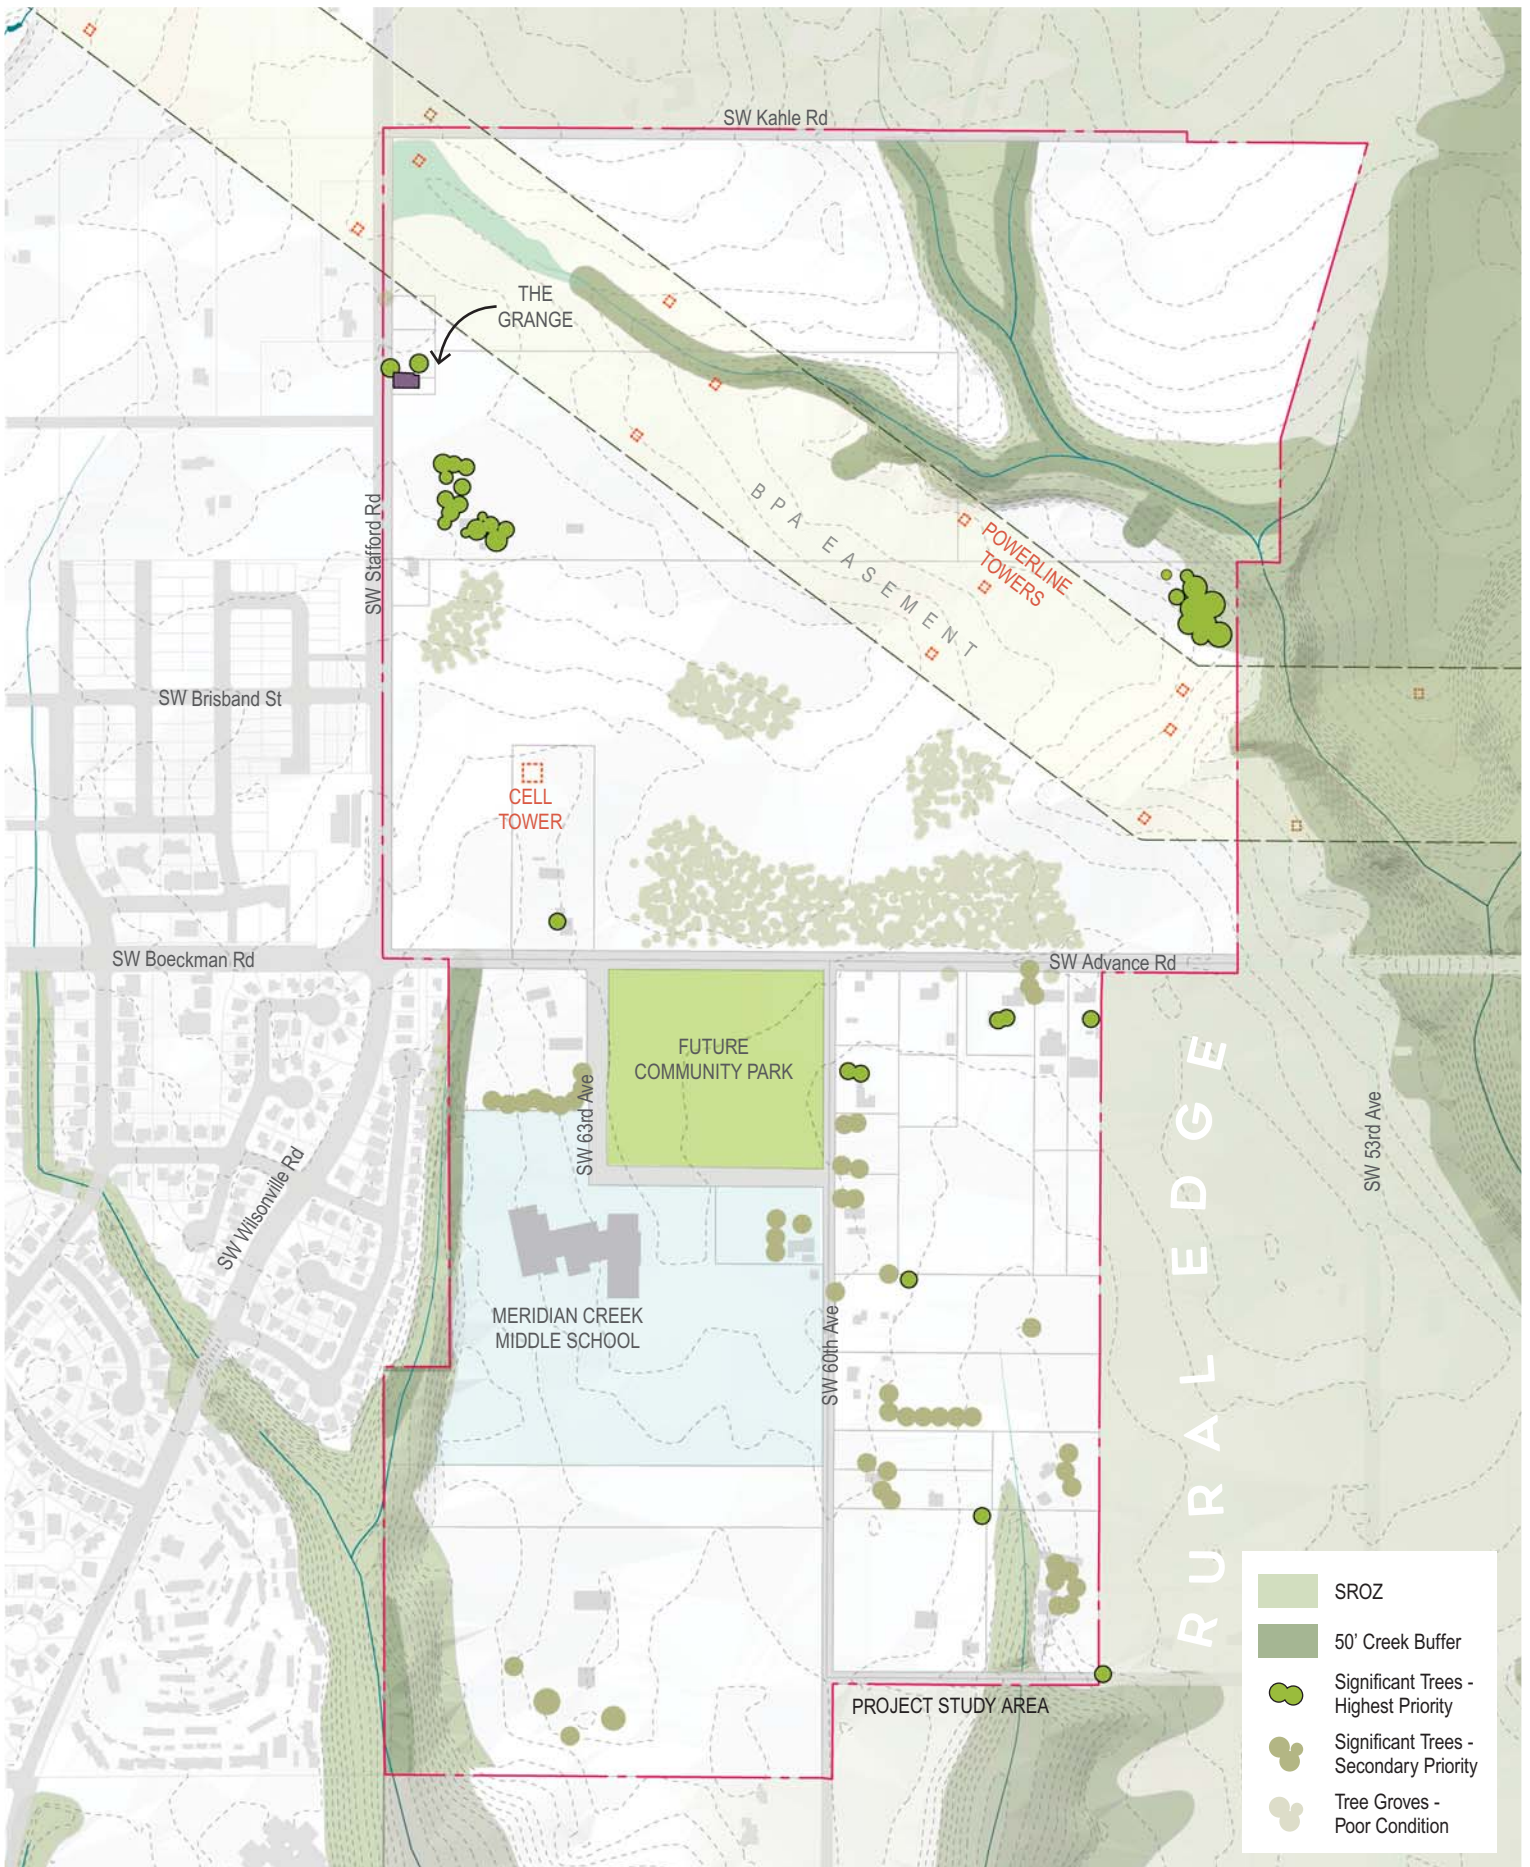 SW Kahle Rd
THE
GRANGE
SW Stafford Rd
BPA EASEMENT
POWERLINE
TOWERS
SW Brisband St
CELL
TOWER
SW Boeckman Rd
SW Advance Rd
FUTURE
COMMUNITY PARK
SW 63rd Ave
SW Wilsonville Rd
SW 53rd Ave
RURAL EDGE
MERIDIAN CREEK
MIDDLE SCHOOL
SW 60th Ave
PROJECT STUDY AREA
SROZ
50' Creek Buffer
Significant Trees -
Highest Priority
Significant Trees -
Secondary Priority
Tree Groves -
Poor Condition